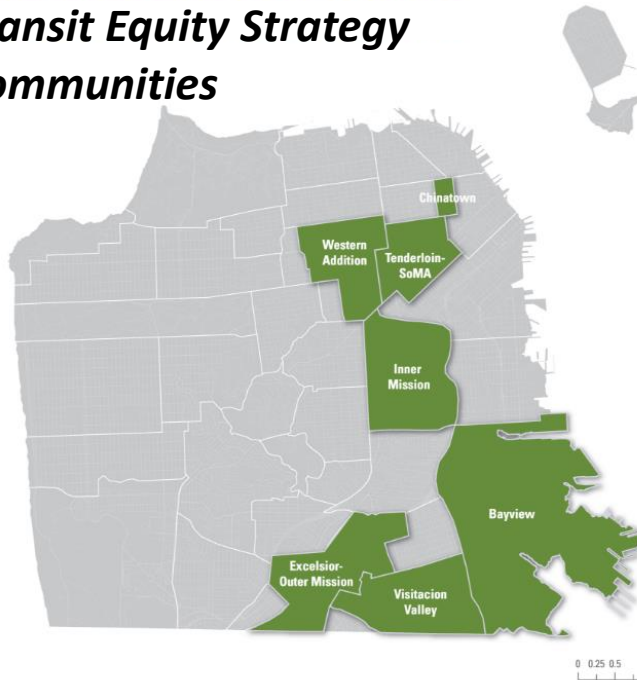 ansit Equity Strategy
ommunities
Chinatown
Western
Addition
Tenderloin-
SoMA
Inner
Mission
Bayview
Excelsior-
Outer Mission
Visitacion
Valley
0 0.25 0.5